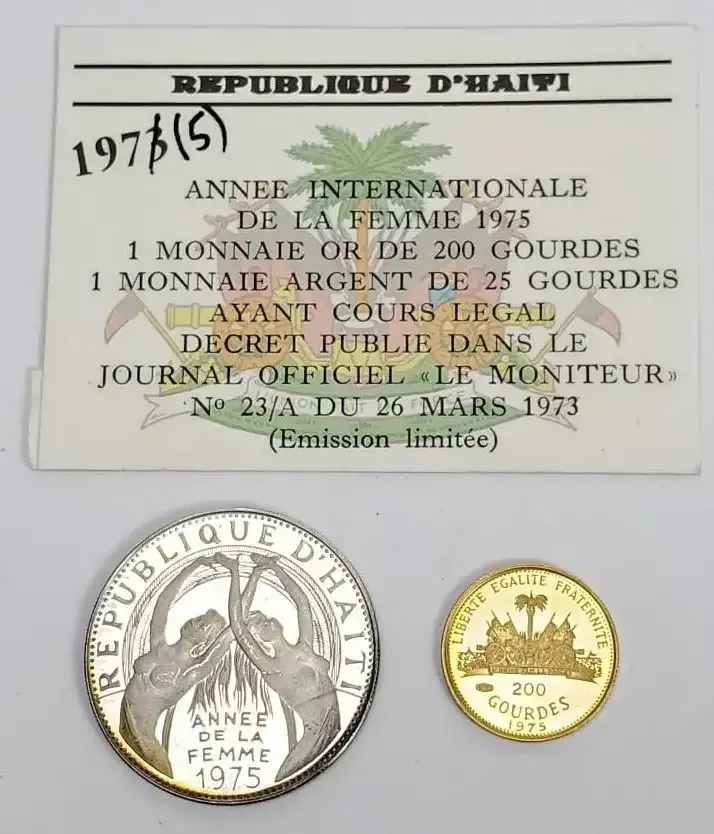 REPUBLIQUE D'HAITI
1973 (5)
ANNEE INTERNATIONALE
DE LA FEMME 1975
1 MONNAIE OR DE 200 GOURDES
1 MONNAIE ARGENT DE 25 GOURDES
AYANT COURS LEGAL
DECRET PUBLIE DANS LE
JOURNAL OFFICIEL «LE MONITEUR»
Nº 23/A DU 26 MARS 1973
(Emission limitée)
REPUBLIQUE D'HAITI
ANNEE
DE LA
FEMME
1975
LIBERTE EGALITE FRATERNITE
200
GOURDES
1975